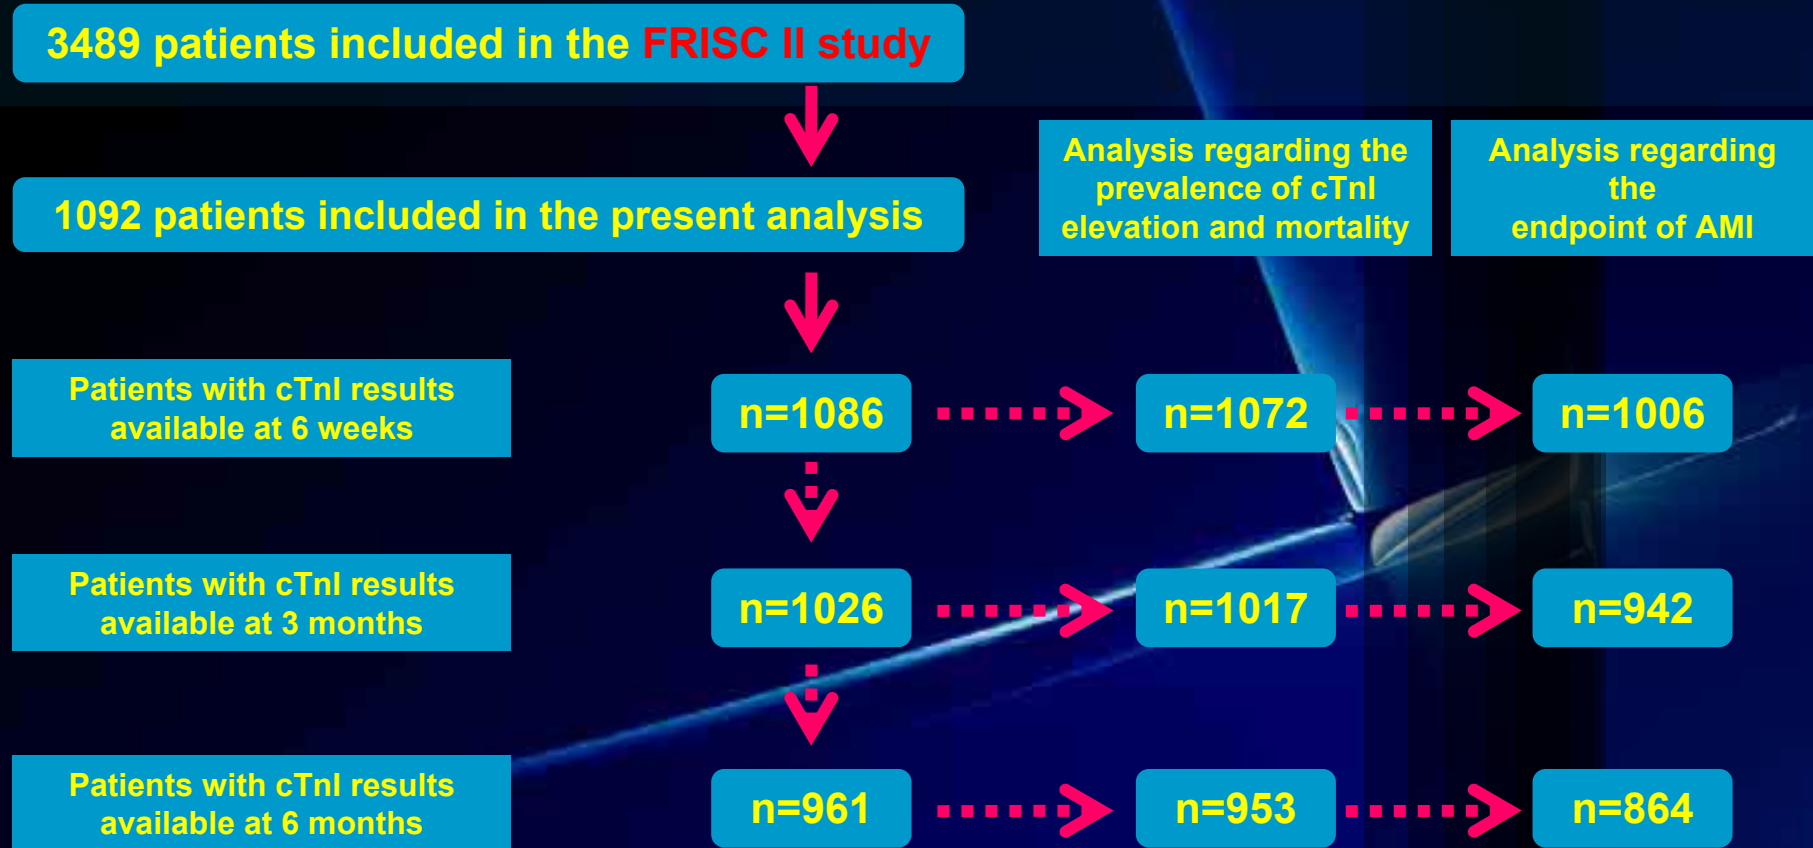 3489 patients included in the FRISC II study
1092 patients included in the present analysis
Analysis regarding the
prevalence of cTnI
elevation and mortality
Analysis regarding
the
endpoint of AMI
Patients with cTnI results
available at 6 weeks
n=1086
n=1072
n=1006
Patients with cTnI results
available at 3 months
n=1026
n=1017
n=942
Patients with cTnI results
available at 6 months
n=961
n=953
n=864